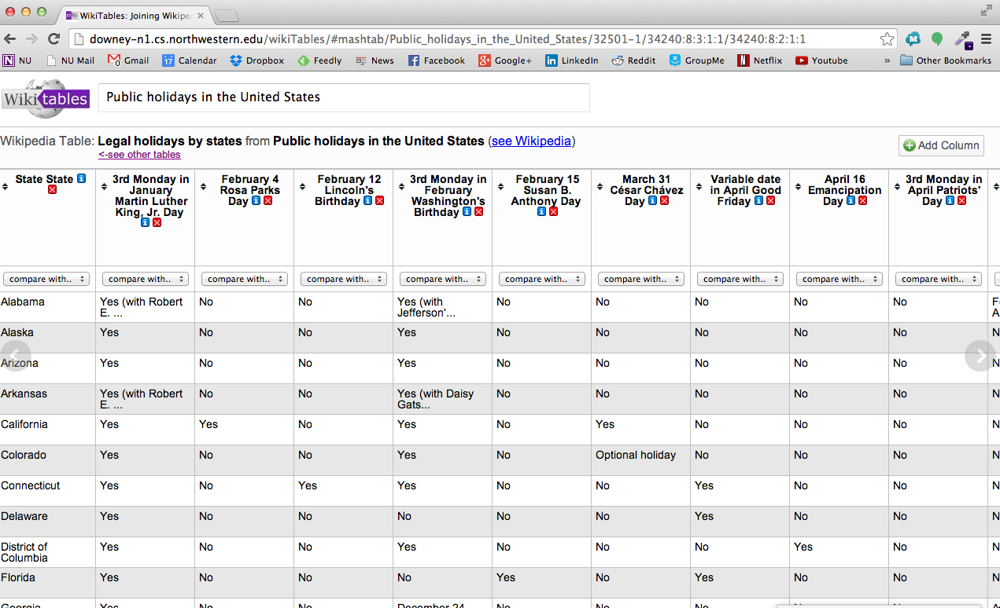 WikiTables: Joining Wikipe
downey-n1.cs.northwestern.edu/wikiTables/#mashtab/Public_holidays_in_the_United_States/32501-1/34240:8:3:1:1/34240:8:2:1:1
NU NU Mail Gmail 17 Calendar Dropbox Feedly News Facebook Google+ LinkedIn Reddit GroupMe Netflix Youtube » Other Bookmarks
Wiki tables
Public holidays in the United States
Wikipedia Table: Legal holidays by states from Public holidays in the United States (see Wikipedia)
<-see other tables
Add Column
State State
3rd Monday in
January
Martin Luther
King, Jr. Day
February 4
Rosa Parks
Day
February 12
Lincoln's
Birthday
3rd Monday in
February
Washington's
Birthday
February 15
Susan B.
Anthony Day
March 31
César Chávez
Day
Variable date
in April Good
Friday
April 16
Emancipation
Day
3rd Monday in
April Patriots'
Day
compare with.. compare with.. compare with.. compare with.. compare with.. compare with.. compare with.. compare with.. compare with.. compare with..
Alabama
Yes (with Robert
E. ...
No
No
Yes (with
Jefferson'...
No
No
No
No
No
Alaska Yes No No Yes No No No No No N
Arizona Yes No No Yes No No No No No N
Arkansas
Yes (with Robert
E. ...
No
No
Yes (with Daisy
Gats...
No
No
No
No
No
N
California Yes Yes No Yes No Yes No No No N
Colorado Yes No No Yes No Optional holiday No No No N
Connecticut Yes No Yes Yes No No Yes No No N
Delaware Yes No No No No No Yes No No N
District of
Columbia
Yes
No
No
Yes
No
No
No
Yes
No
N
Florida Yes No No No Yes No Yes No No N
Georgia Yes No No December 24 No No No No No